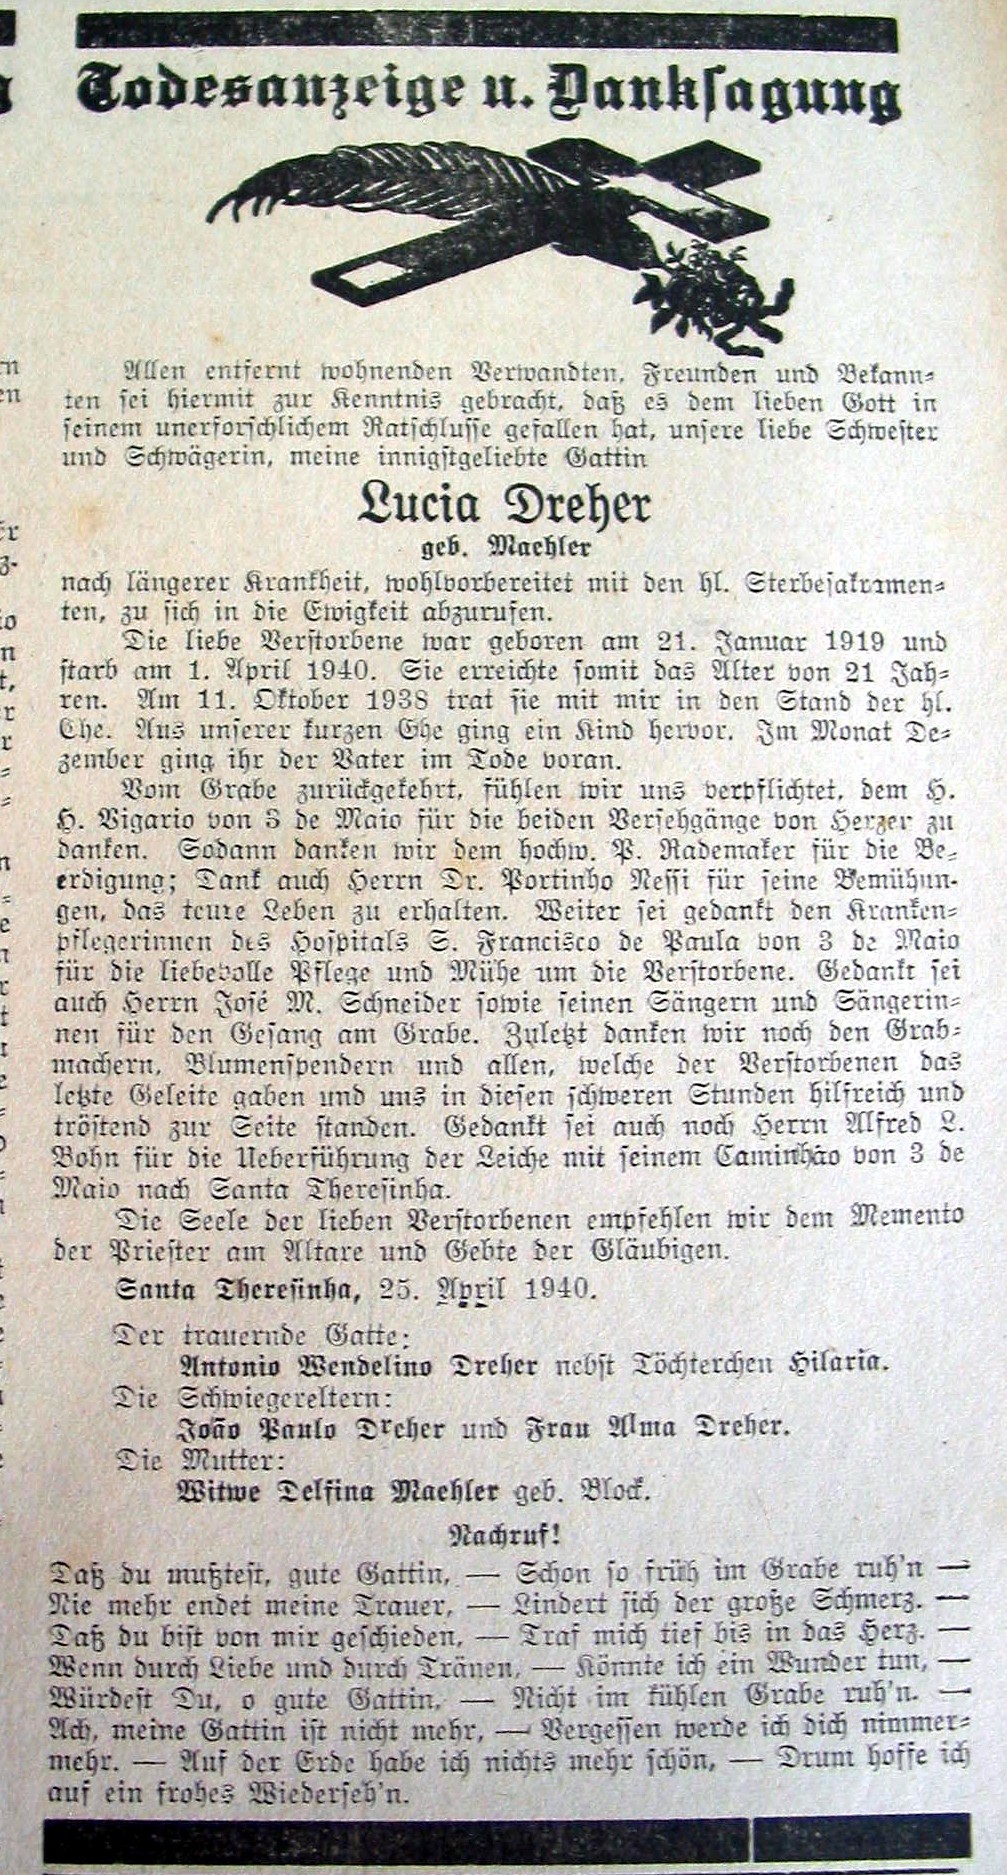 Todesanzeige u. Danksagung
Allen entfernt wohnenden Verwandten, Freunden und Bekann-
ten sei hiermit zur Kenntnis gebracht, daß es dem lieben Gott in
seinem unerforschlichem Ratschlusse gefallen hat, unsere liebe Schwester
und Schwägerin, meine innigstgeliebte Gattin
Lucia Dreher
geb. Maehler
nach längerer Krankheit, wohlvorbereitet mit den hl. Sterbesakramen-
ten, zu sich in die Ewigkeit abzurufen.
Die liebe Verstorbene war geboren am 21. Januar 1919 und
starb am 1. April 1940. Sie erreichte somit das Alter von 21 Jah-
ren. Am 11. Oktober 1938 trat sie mit mir in den Stand der hl.
Ehe. Aus unserer kurzen Ehe ging ein Kind hervor. Im Monat De-
zember ging ihr der Vater im Tode voran.
Vom Grabe zurückgekehrt, fühlen wir uns verpflichtet, dem H.
H. Vigario von 3 de Maio für die beiden Versehgänge von Herzer zu
danken. Sodann danken wir dem hochw. P. Rademaker für die Be-
erdigung; Dank auch Herrn Dr. Portinho Nessi für seine Bemühun-
gen, das teure Leben zu erhalten. Weiter sei gedankt den Kranken-
pflegerinnen des Hospitals S. Francisco de Paula von 3 de Maio
für die liebevolle Pflege und Mühe um die Verstorbene. Gedankt sei
auch Herrn José M. Schneider sowie seinen Sängern und Sängerin-
nen für den Gesang am Grabe. Zuletzt danken wir noch den Grab-
machern, Blumenspendern und allen, welche der Verstorbenen das
letzte Geleite gaben und uns in diesen schweren Stunden hilfreich und
tröstend zur Seite standen. Gedankt sei auch noch Herrn Alfred L.
Bohn für die Ueberführung der Leiche mit seinem Caminhão von 3 de
Maio nach Santa Theresinha.
Die Seele der lieben Verstorbenen empfehlen wir dem Memento
der Priester am Altare und Gebte der Gläubigen.
Santa Theresinha, 25. April 1940.
Der trauernde Gatte:
Antonio Wendelino Dreher nebst Töchterchen Hilaria.
Die Schwiegereltern:
João Paulo Dreher und Frau Alma Dreher.
Die Mutter:
Witwe Delfina Maehler geb. Block.
Nachruf!
Daß du mußtest, gute Gattin, — Schon so früh im Grabe ruh'n —
Nie mehr endet meine Trauer, — Lindert sich der große Schmerz. —
Daß du bist von mir geschieden, — Traf mich tief bis in das Herz. —
Wenn durch Liebe und durch Tränen, — Könnte ich ein Wunder tun, —
Würdest Du, o gute Gattin, — Nicht im kühlen Grabe ruh'n. —
Ach, meine Gattin ist nicht mehr, — Vergessen werde ich dich nimmer-
mehr. — Auf der Erde habe ich nichts mehr schön, — Drum hoffe ich
auf ein frohes Wiederseh'n.